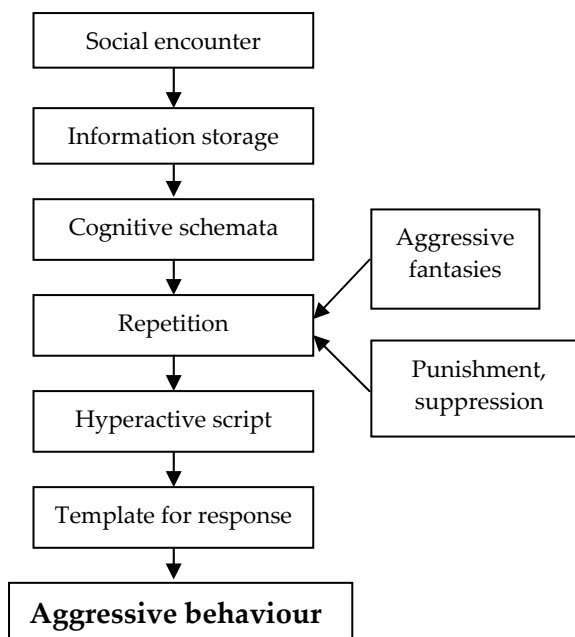 Social encounter
Information storage
Cognitive schemata
Aggressive
fantasies
Repetition
Punishment,
suppression
Hyperactive script
Template for response
Aggressive behaviour